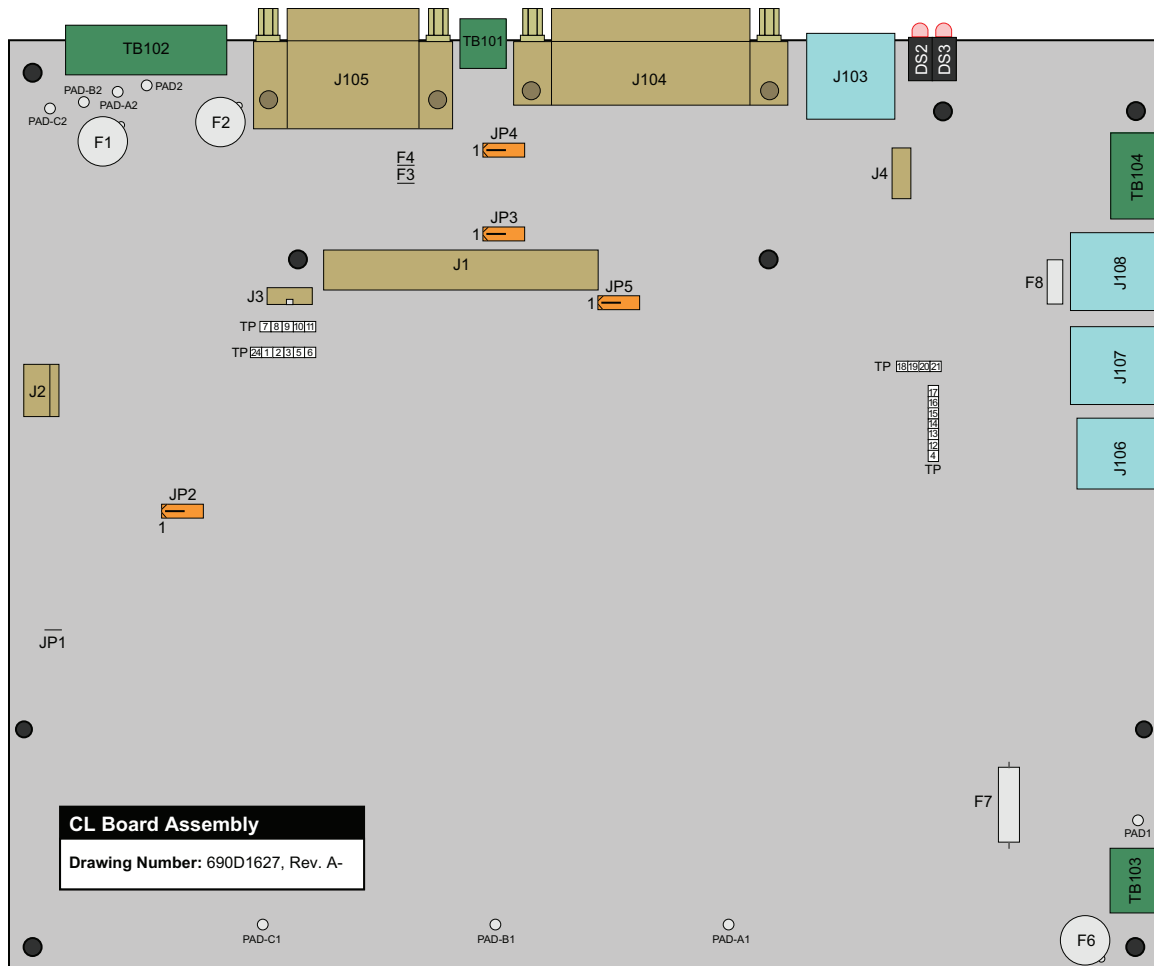 TB102
J105
TB101
J104
J103
DS2
DS3
PAD-B2
PAD2
PAD-A2
PAD-C2
F1
F2
F4
F3
JP4
1
J4
TB104
JP3
1
J1
J3
JP5
1
F8
J108
TP 7 8 9 10 11
TP 24 1 2 3 5 6
J2
TP 18 19 20 21
J107
17
16
15
14
13
12
4
TP
J106
JP2
1
JP1
F7
CL Board Assembly
Drawing Number: 690D1627, Rev. A-
PAD1
TB103
PAD-C1
PAD-B1
PAD-A1
F6